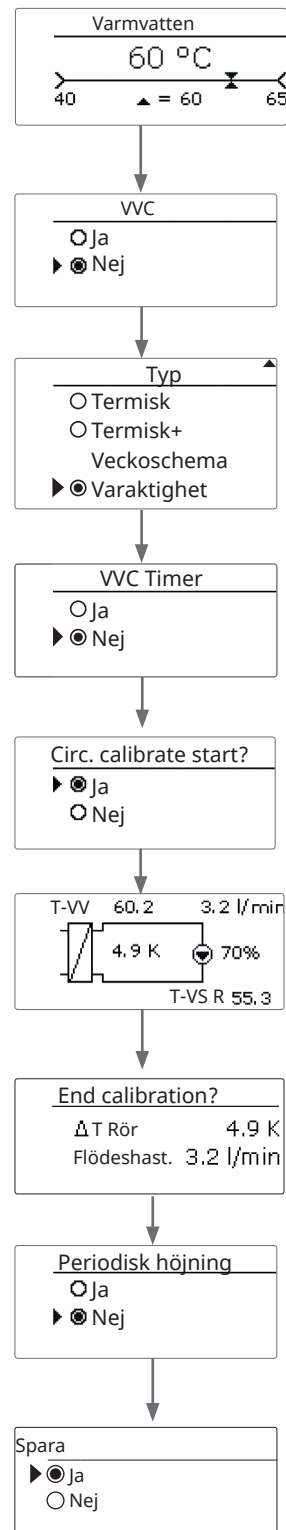 Varmvatten
60 °C
40 ▲ = 60 65
VVC
Ja
Nej
Typ
Termisk
Termisk+
Veckoschema
Varaktighet
VVC Timer
Ja
Nej
Circ. calibrate start?
Ja
Nej
T-VV 60.2 3.2 l/min
4.9 K 70%
T-VS R 55.3
End calibration?
ΔT Rör 4.9 K
Flödeshast. 3.2 l/min
Periodisk höjning
Ja
Nej
Spara
Ja
Nej